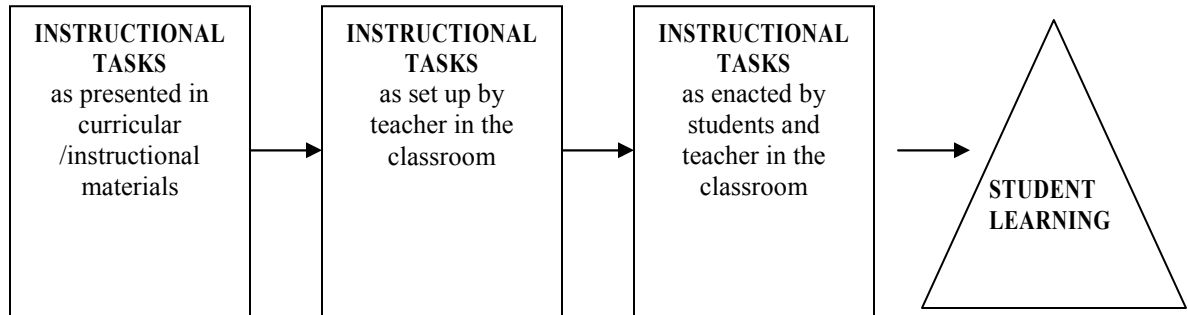 INSTRUCTIONAL
TASKS
as presented in
curricular
/instructional
materials
INSTRUCTIONAL
TASKS
as set up by
teacher in the
classroom
INSTRUCTIONAL
TASKS
as enacted by
students and
teacher in the
classroom
STUDENT
LEARNING